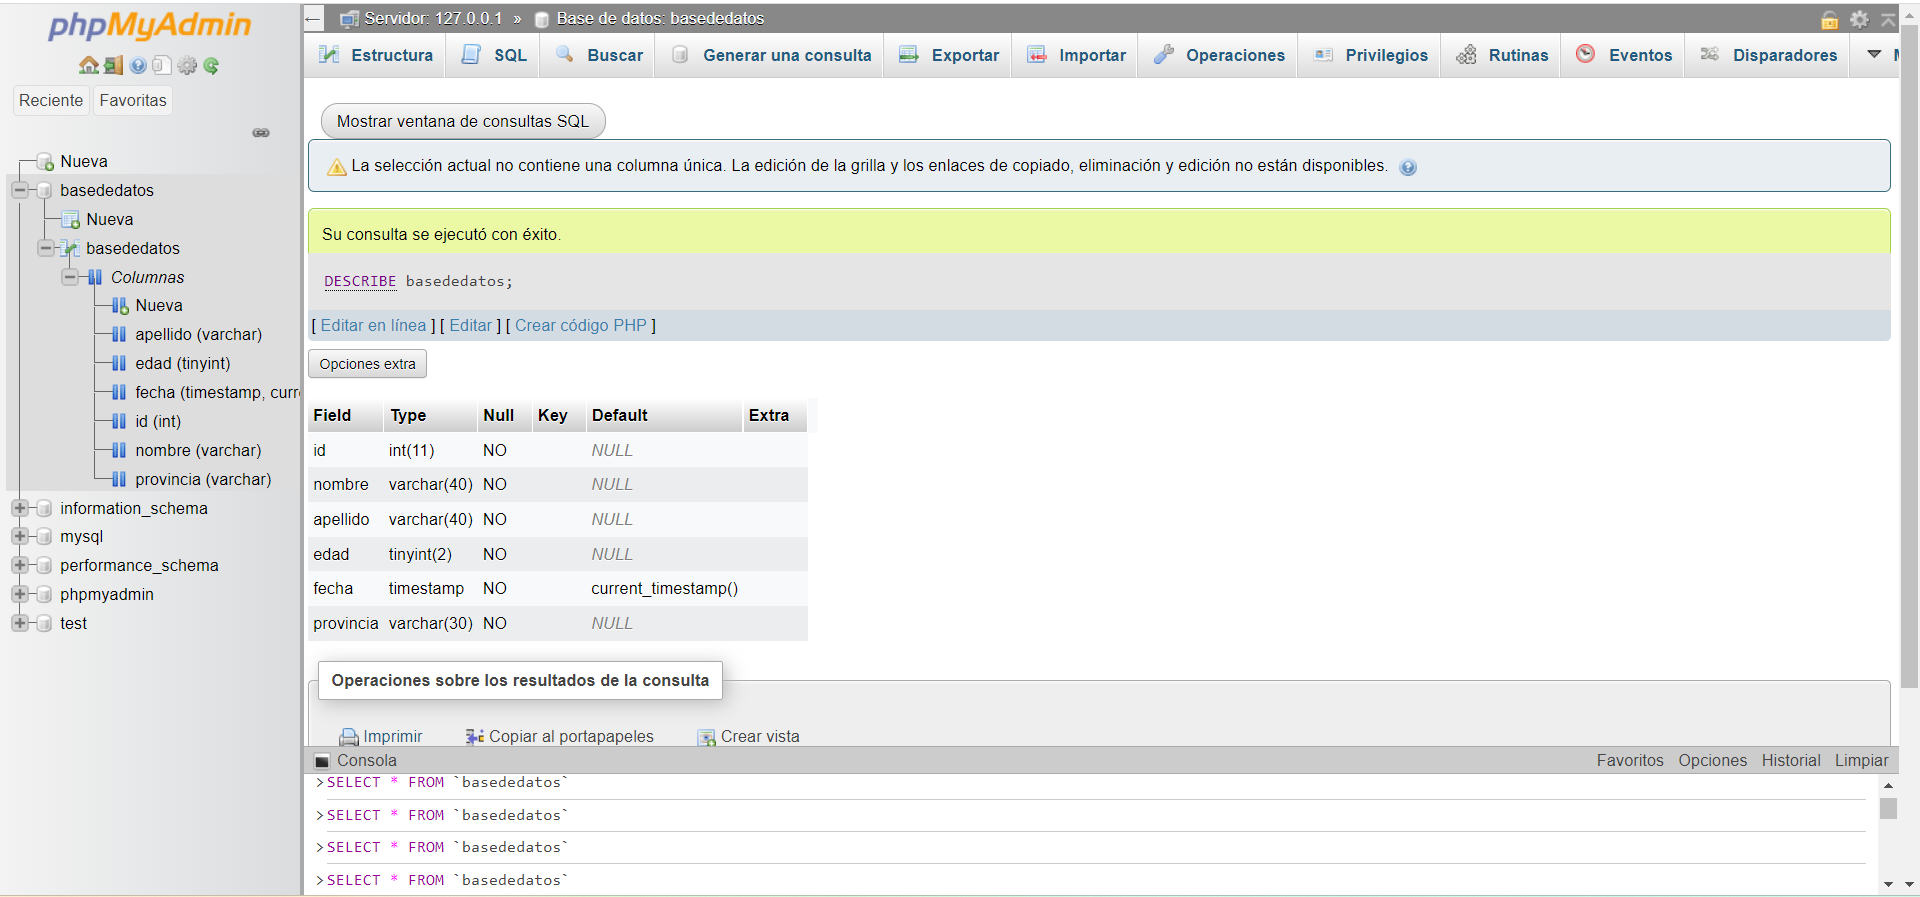 phpMyAdmin
Reciente Favoritas
Nueva
basededatos
Nueva
basededatos
Columnas
Nueva
apellido (varchar)
edad (tinyint)
fecha (timestamp, curr
id (int)
nombre (varchar)
provincia (varchar)
information_schema
mysql
performance_schema
phpmyadmin
test
← Servidor: 127.0.0.1 » Base de datos: basededatos
Estructura SQL Buscar Generar una consulta Exportar Importar Operaciones Privilegios Rutinas Eventos Disparadores
Mostrar ventana de consultas SQL
La selección actual no contiene una columna única. La edición de la grilla y los enlaces de copiado, eliminación y edición no están disponibles.
Su consulta se ejecutó con éxito.
DESCRIBE basededatos;
[ Editar en línea ] [ Editar ] [ Crear código PHP ]
Opciones extra
Field Type Null Key Default Extra
id int(11) NO NULL
nombre varchar(40) NO NULL
apellido varchar(40) NO NULL
edad tinyint(2) NO NULL
fecha timestamp NO current_timestamp()
provincia varchar(30) NO NULL
Operaciones sobre los resultados de la consulta
Imprimir Copiar al portapapeles Crear vista
Consola Favoritos Opciones Historial Limpiar
>SELECT * FROM `basededatos`
>SELECT * FROM `basededatos`
>SELECT * FROM `basededatos`
>SELECT * FROM `basededatos`